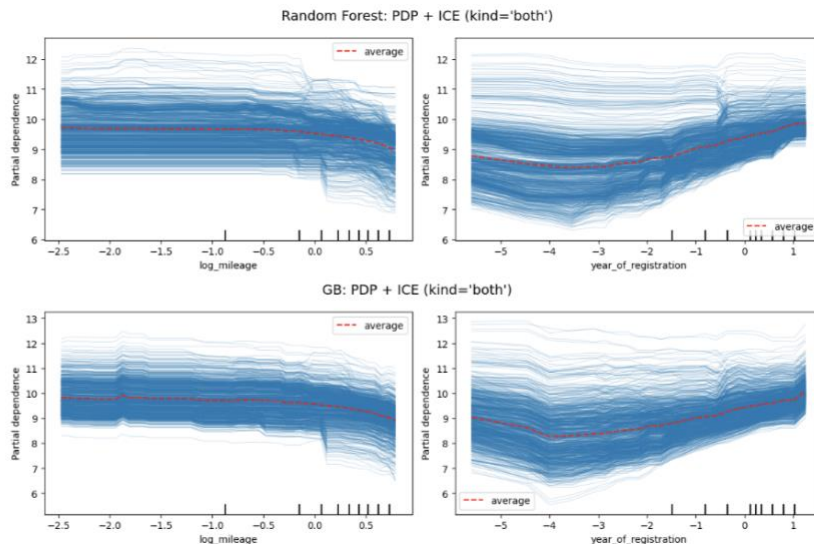 Random Forest: PDP + ICE (kind='both')
Partial dependence
12
11
10
9
8
7
6
average
-2.5 -2.0 -1.5 -1.0 -0.5 0.0 0.5
log_mileage
Partial dependence
12
11
10
9
8
7
6
average
-5 -4 -3 -2 -1 0 1
year_of_registration
GB: PDP + ICE (kind='both')
Partial dependence
13
12
11
10
9
8
7
6
average
-2.5 -2.0 -1.5 -1.0 -0.5 0.0 0.5
log_mileage
Partial dependence
13
12
11
10
9
8
7
6
average
-5 -4 -3 -2 -1 0 1
year_of_registration